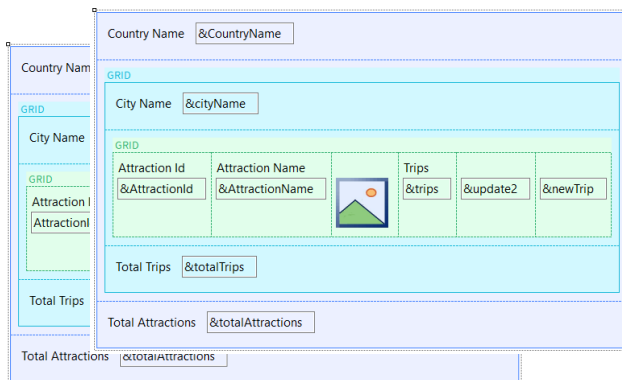 Country Name &CountryName
GRID
City Name &cityName
GRID
Attraction Id Attraction Name Trips
&AttractionId &AttractionName &trips &update2 &newTrip
Total Trips &totalTrips
Total Attractions &totalAttractions
Country Nam
GRID
City Name
GRID
Attraction
AttractionI
Total Trips
Total Attractions &totalAttractions